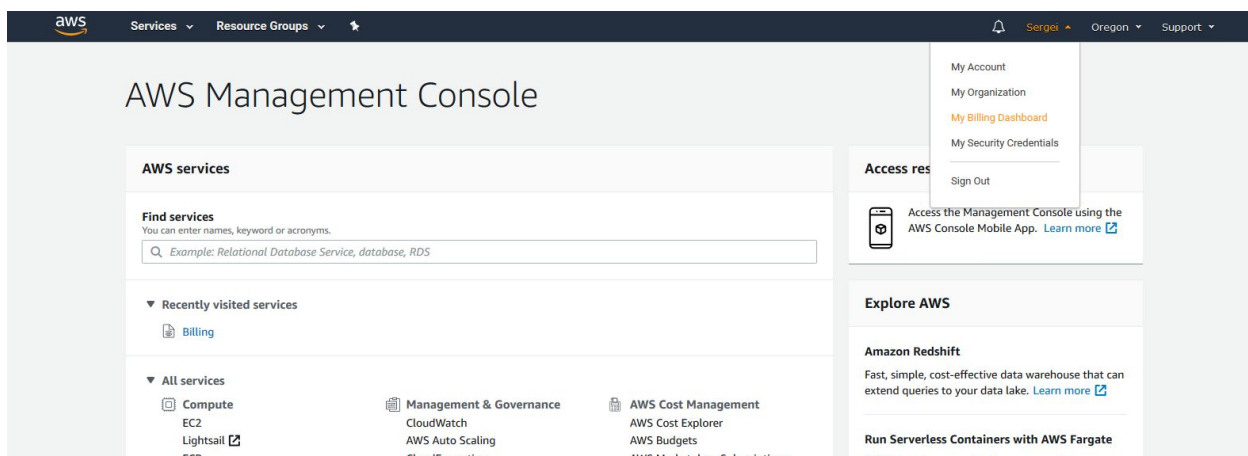 aws
Services
Resource Groups
Sergei
Oregon
Support
My Account
My Organization
My Billing Dashboard
My Security Credentials
Sign Out
AWS Management Console
AWS services
Find services
You can enter names, keyword or acronyms.
Example: Relational Database Service, database, RDS
Recently visited services
Billing
All services
Compute
EC2
Lightsail
Management & Governance
CloudWatch
AWS Auto Scaling
AWS Cost Management
AWS Cost Explorer
AWS Budgets
Access res
Access the Management Console using the
AWS Console Mobile App. Learn more
Explore AWS
Amazon Redshift
Fast, simple, cost-effective data warehouse that can
extend queries to your data lake. Learn more
Run Serverless Containers with AWS Fargate